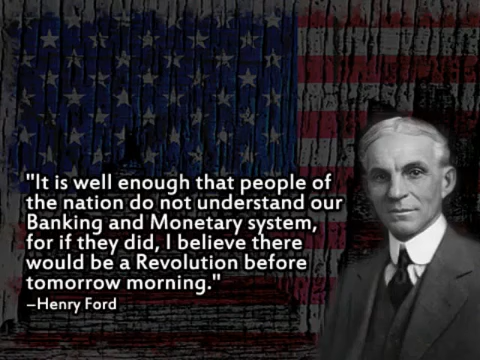 "It is well enough that people of
the nation do not understand our
Banking and Monetary system,
for if they did, I believe there
would be a Revolution before
tomorrow morning."
–Henry Ford